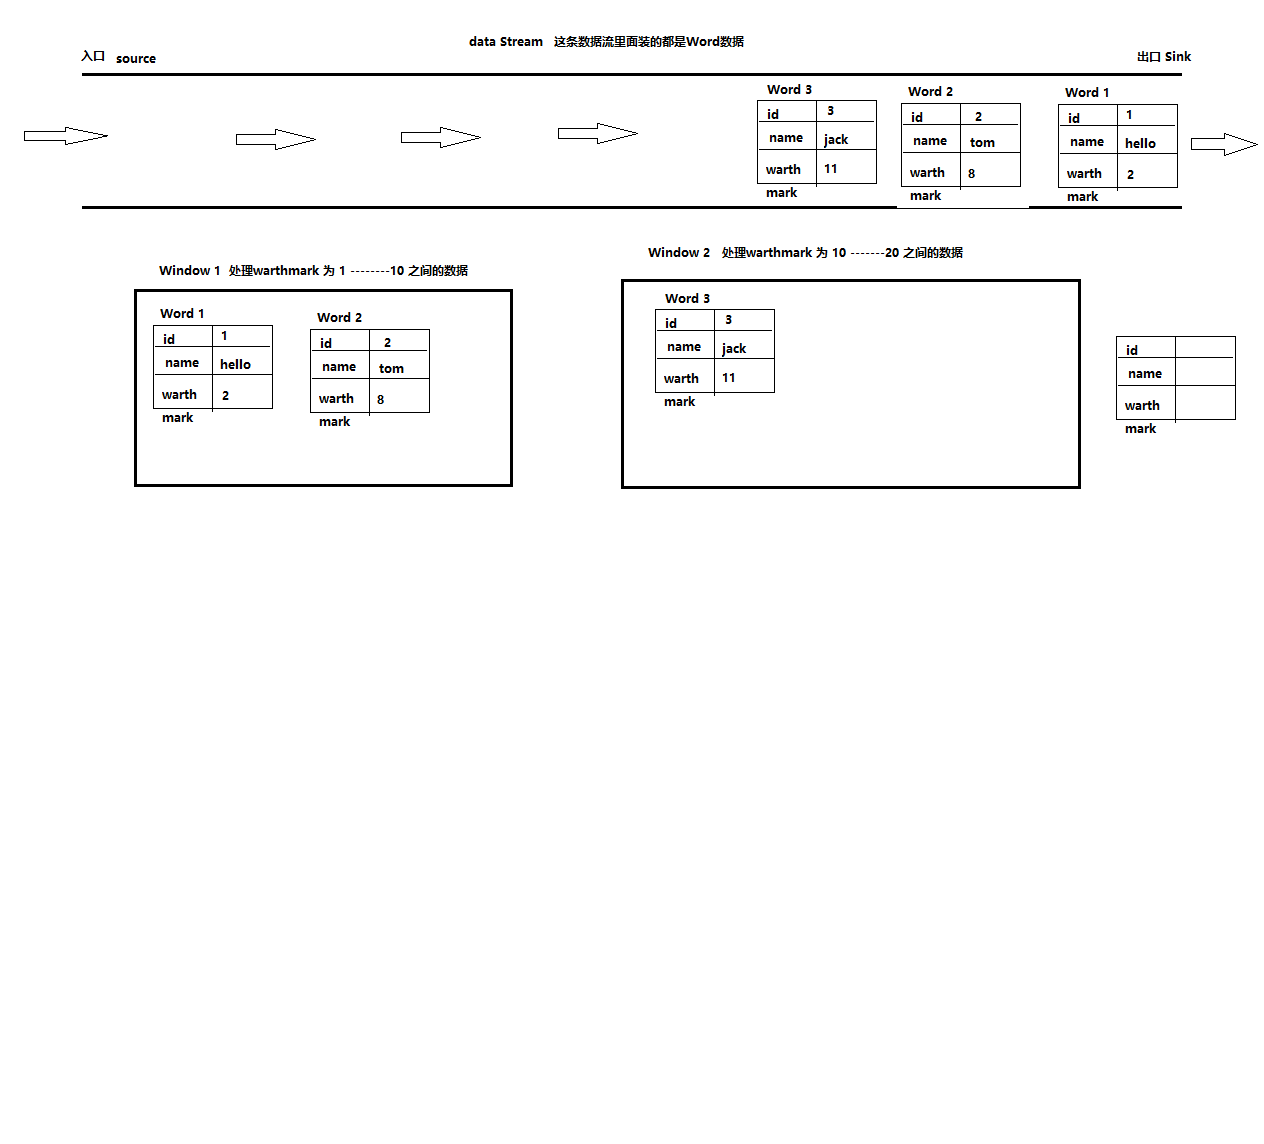 data Stream 这条数据流里面装的都是Word数据
入口 source
出口 Sink
Word 3
id 3
name jack
warth 11
mark
Word 2
id 2
name tom
warth 8
mark
Word 1
id 1
name hello
warth 2
mark
Window 1 处理warthmark 为 1 --------10 之间的数据
Word 1
id 1
name hello
warth 2
mark
Word 2
id 2
name tom
warth 8
mark
Window 2 处理warthmark 为 10 -------20 之间的数据
Word 3
id 3
name jack
warth 11
mark
id
name
warth
mark